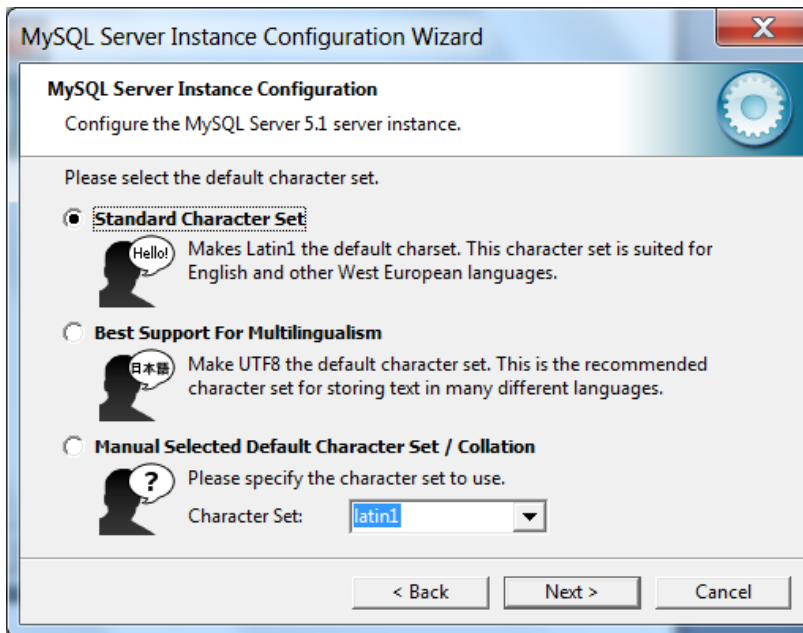 MySQL Server Instance Configuration Wizard
MySQL Server Instance Configuration
Configure the MySQL Server 5.1 server instance.
Please select the default character set.
Standard Character Set
Hello!
Makes Latin1 the default charset. This character set is suited for
English and other West European languages.
Best Support For Multilingualism
日本語
Make UTF8 the default character set. This is the recommended
character set for storing text in many different languages.
Manual Selected Default Character Set / Collation
?
Please specify the character set to use.
Character Set: latin1
< Back Next > Cancel